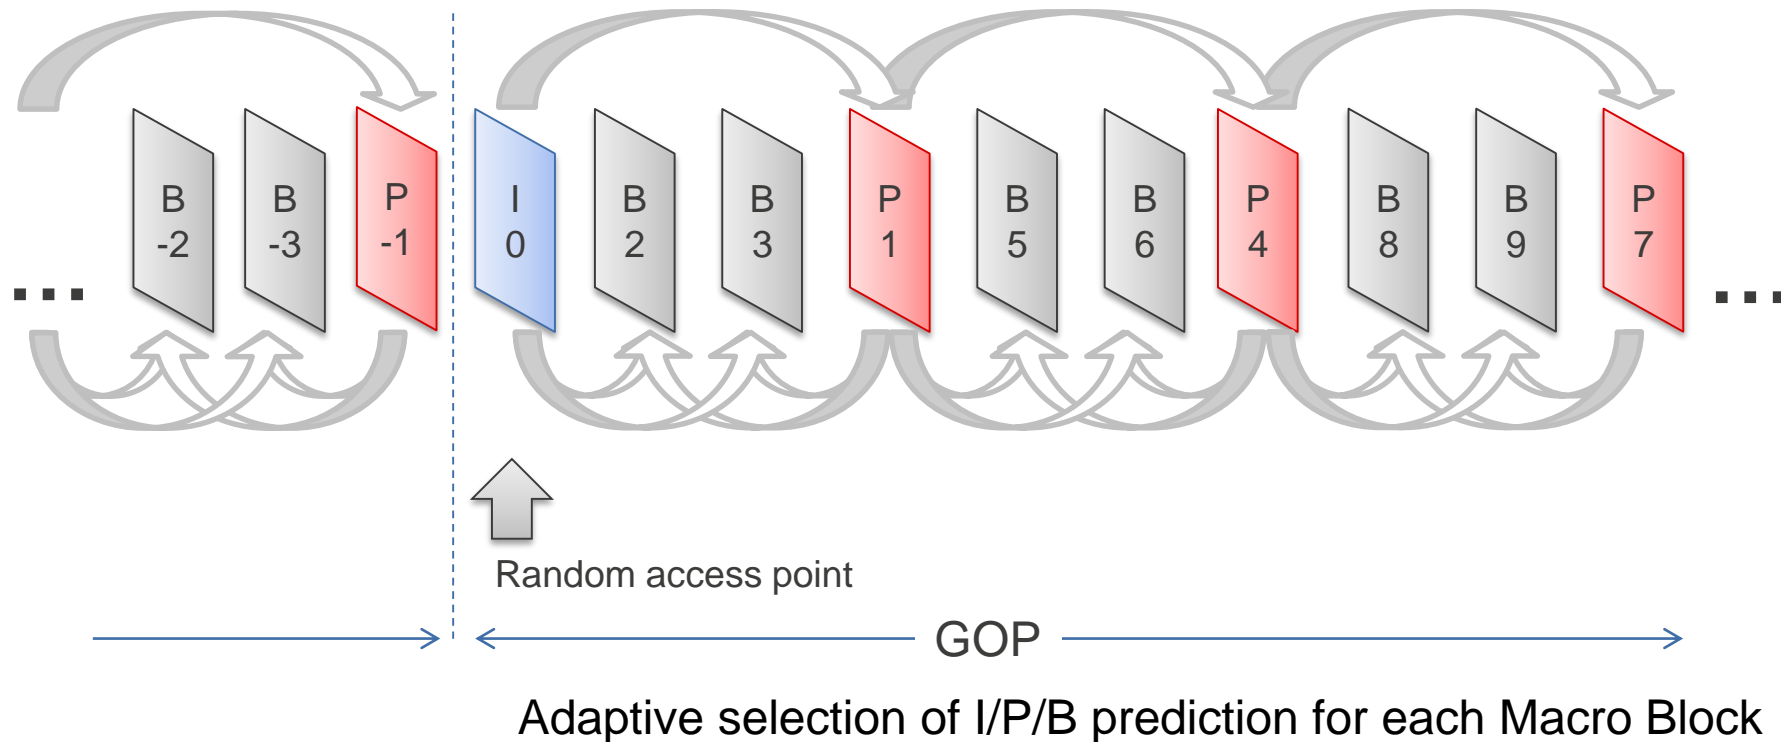 B B P I B B P B B P B B P
-2 -3 -1 0 2 3 1 5 6 4 8 9 7
... ...
Random access point
GOP
Adaptive selection of I/P/B prediction for each Macro Block